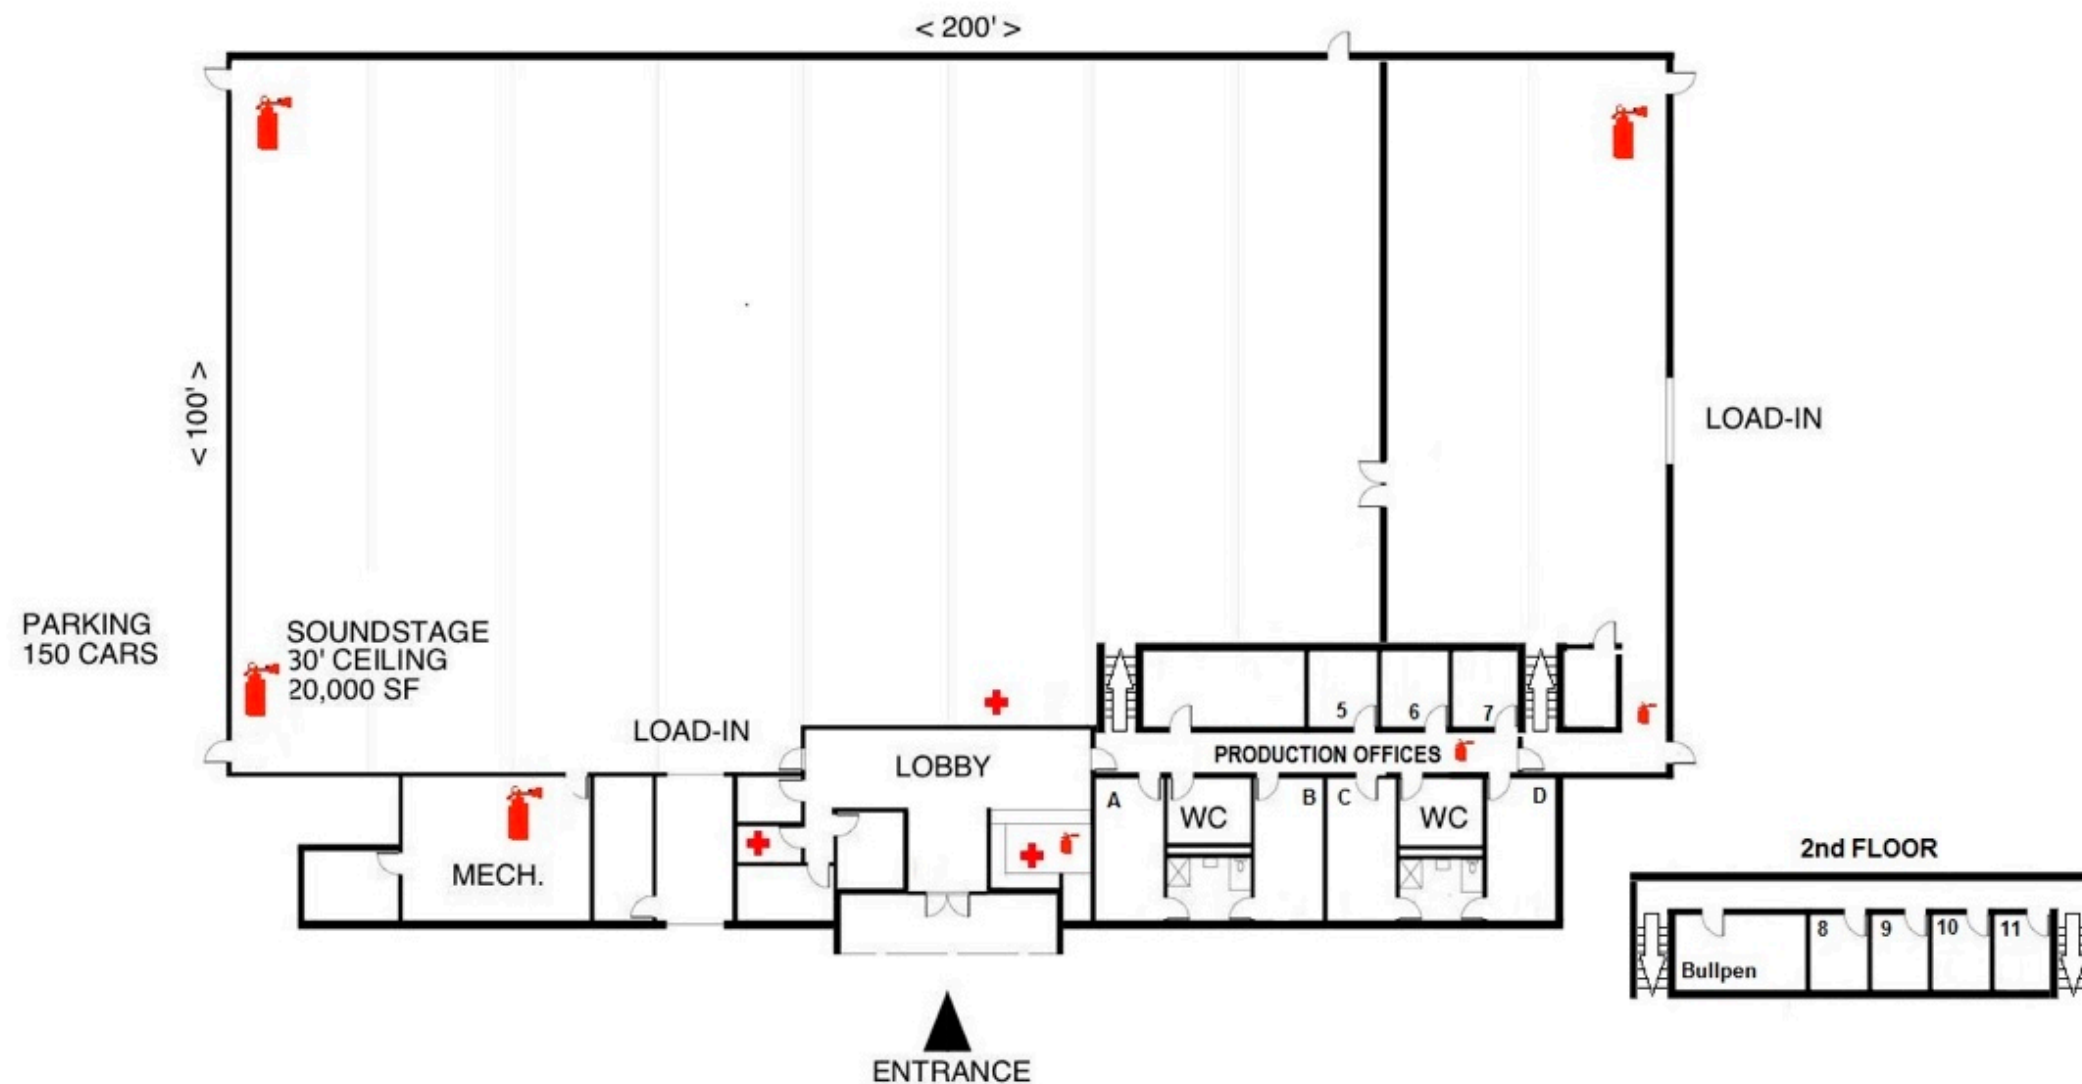 < 200' >
< 100' >
LOAD-IN
PARKING
150 CARS
SOUNDSTAGE
30' CEILING
20,000 SF
LOAD-IN
LOBBY
5
6
7
PRODUCTION OFFICES
A
WC
B
C
WC
D
MECH.
2nd FLOOR
8
9
10
11
Bullpen
ENTRANCE